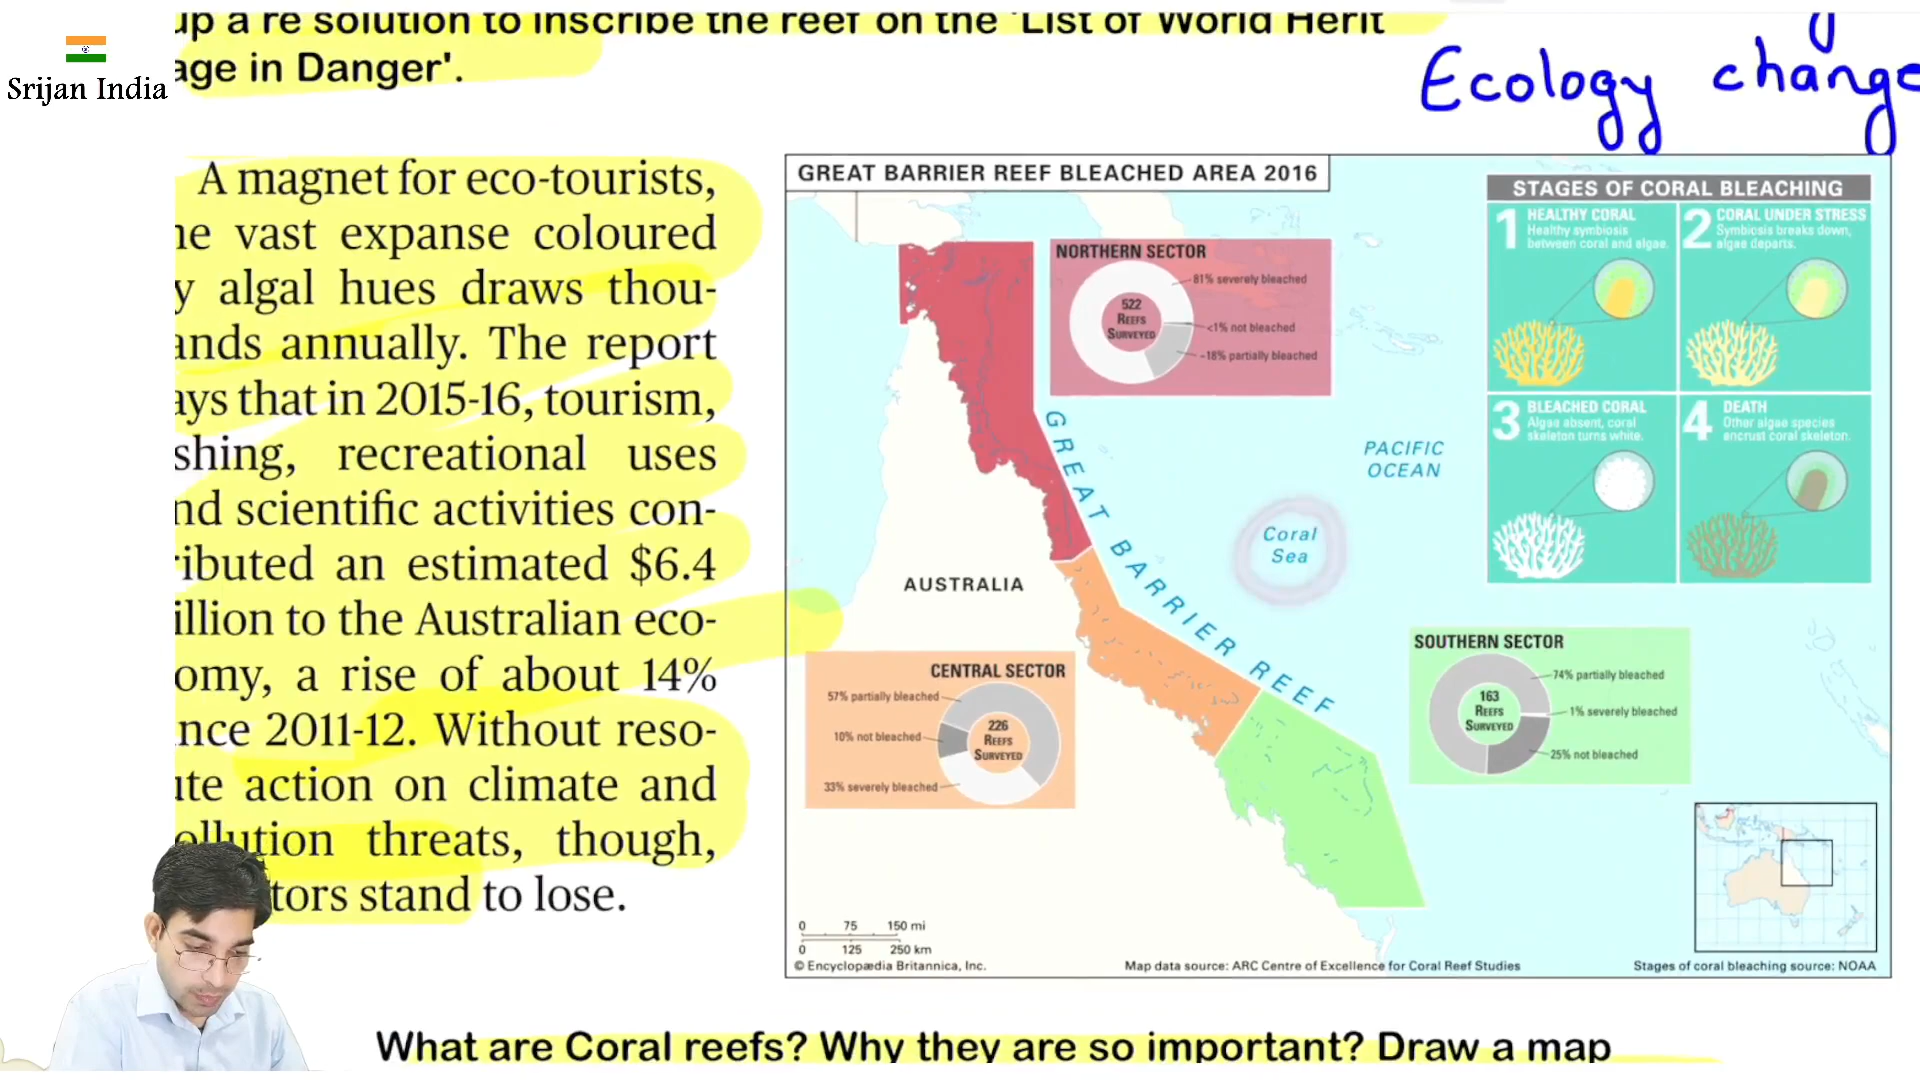 up a re solution to inscribe the reef on the 'List of World Herit
age in Danger'.
Srijan India
Ecology change
A magnet for eco-tourists,
he vast expanse coloured
y algal hues draws thou-
ands annually. The report
ays that in 2015-16, tourism,
shing, recreational uses
nd scientific activities con-
ributed an estimated $6.4
illion to the Australian eco-
omy, a rise of about 14%
ince 2011-12. Without reso-
ute action on climate and
ollution threats, though,
tors stand to lose.
GREAT BARRIER REEF BLEACHED AREA 2016
NORTHERN SECTOR
81% severely bleached
522
REEFS
SURVEYED
<1% not bleached
~18% partially bleached
STAGES OF CORAL BLEACHING
1 HEALTHY CORAL
Healthy symbiosis
between coral and algae.
2 CORAL UNDER STRESS
Symbiosis breaks down,
algae departs.
3 BLEACHED CORAL
Algae absent, coral
skeleton turns white.
4 DEATH
Other algae species
encrust coral skeleton.
GREAT BARRIER REEF
PACIFIC
OCEAN
Coral
Sea
AUSTRALIA
CENTRAL SECTOR
57% partially bleached
226
REEFS
SURVEYED
10% not bleached
33% severely bleached
SOUTHERN SECTOR
74% partially bleached
163
REEFS
SURVEYED
1% severely bleached
25% not bleached
0 75 150 mi
0 125 250 km
© Encyclopædia Britannica, Inc.
Map data source: ARC Centre of Excellence for Coral Reef Studies
Stages of coral bleaching source: NOAA
What are Coral reefs? Why they are so important? Draw a map